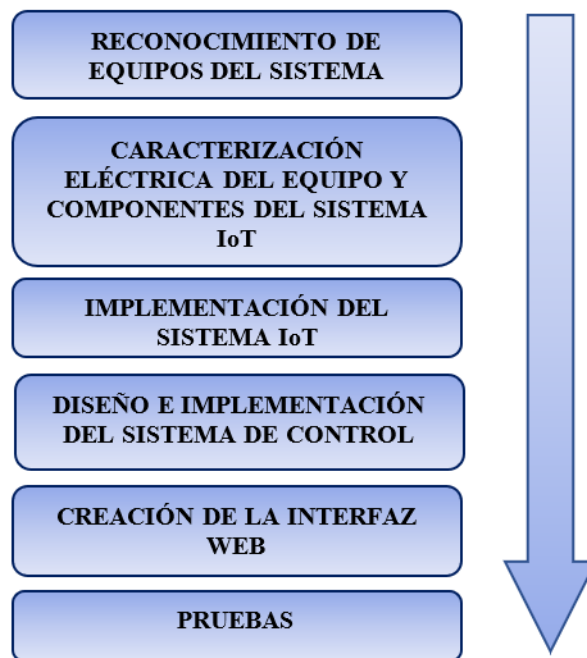 RECONOCIMIENTO DE
EQUIPOS DEL SISTEMA
CARACTERIZACIÓN
ELÉCTRICA DEL EQUIPO Y
COMPONENTES DEL SISTEMA
IoT
IMPLEMENTACIÓN DEL
SISTEMA IoT
DISEÑO E IMPLEMENTACIÓN
DEL SISTEMA DE CONTROL
CREACIÓN DE LA INTERFAZ
WEB
PRUEBAS